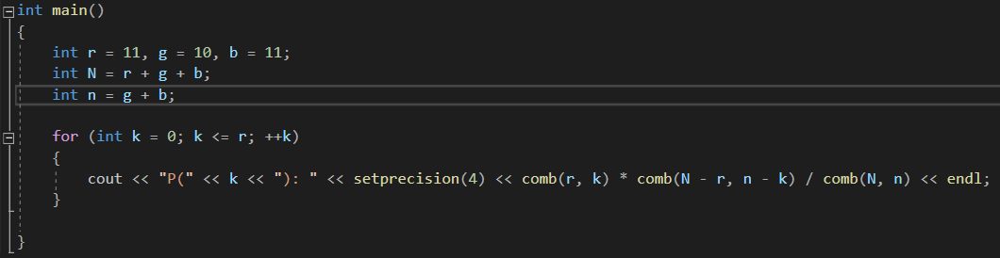 int main()
{
    int r = 11, g = 10, b = 11;
    int N = r + g + b;
    int n = g + b;
    for (int k = 0; k <= r; ++k)
    {
        cout << "P(" << k << "): " << setprecision(4) << comb(r, k) * comb(N - r, n - k) / comb(N, n) << endl;
    }
}